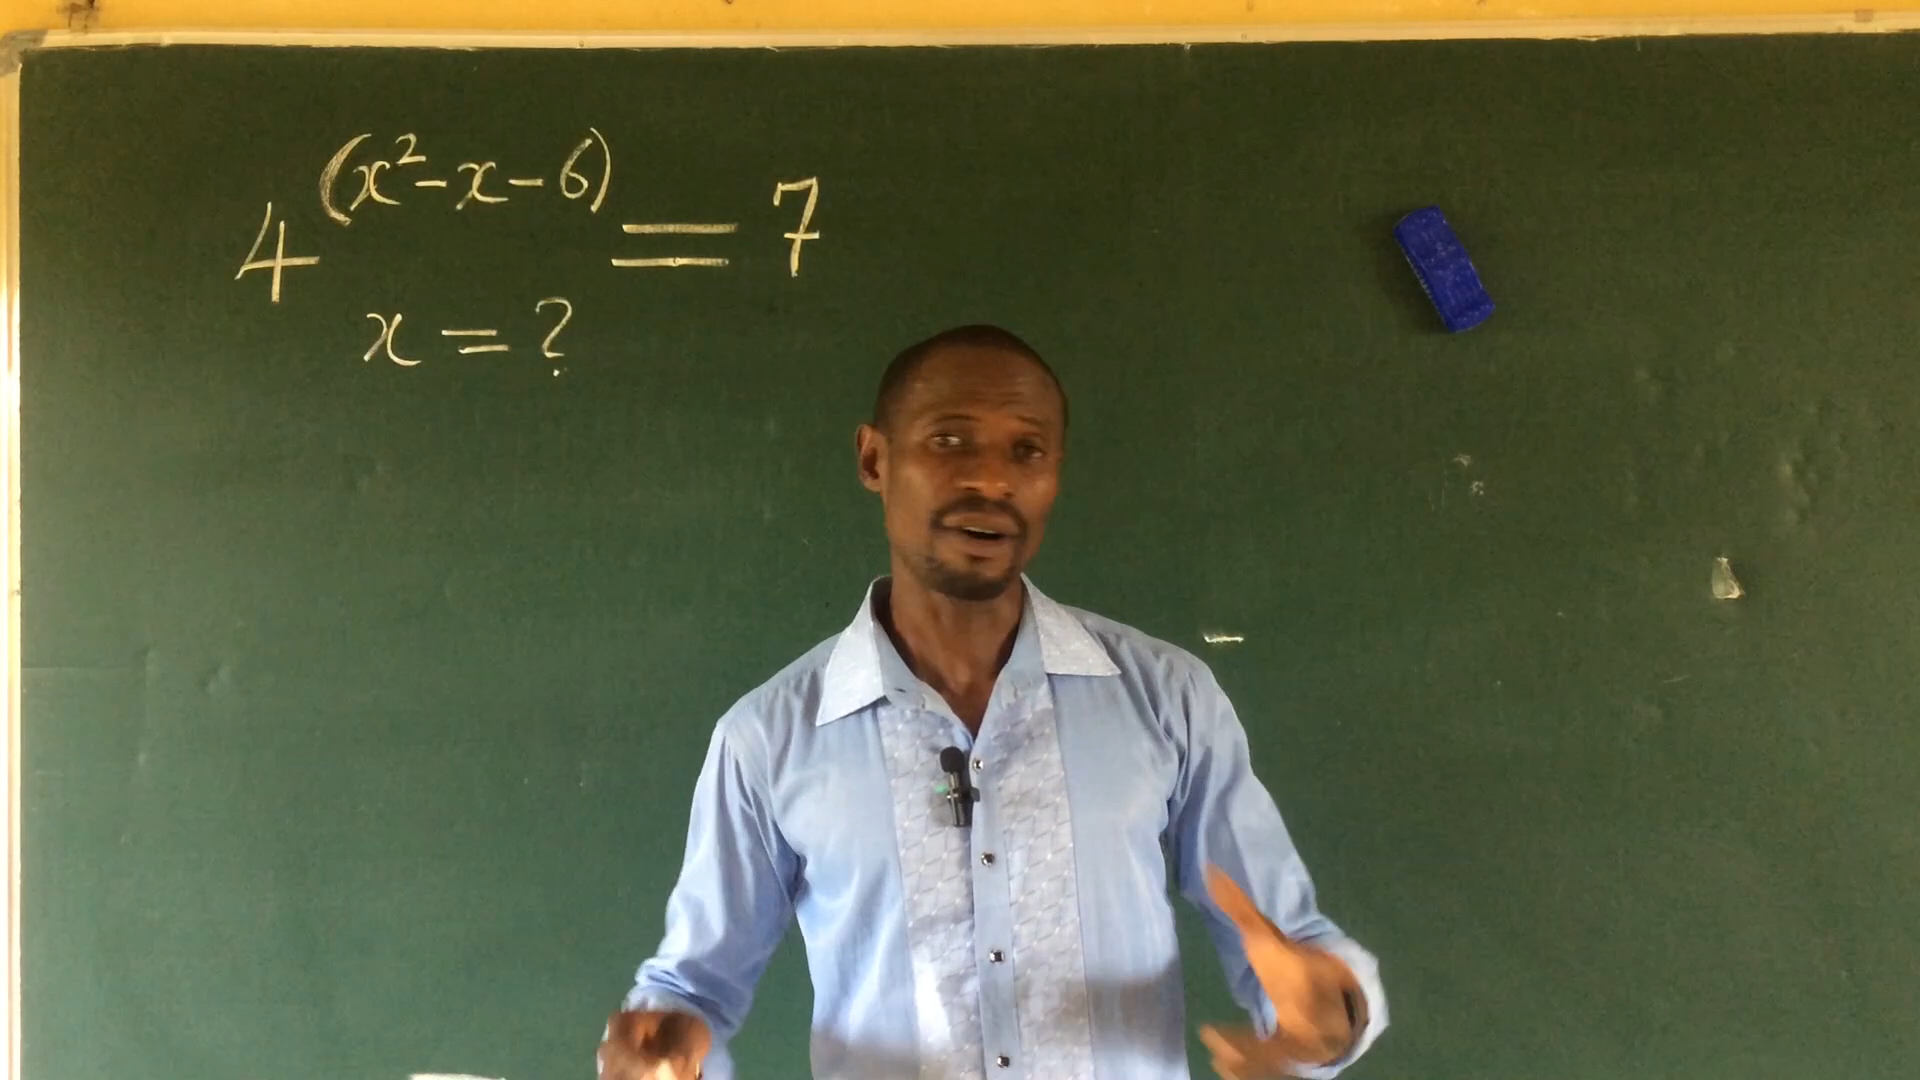 4^(x²-x-6) = 7
x = ?